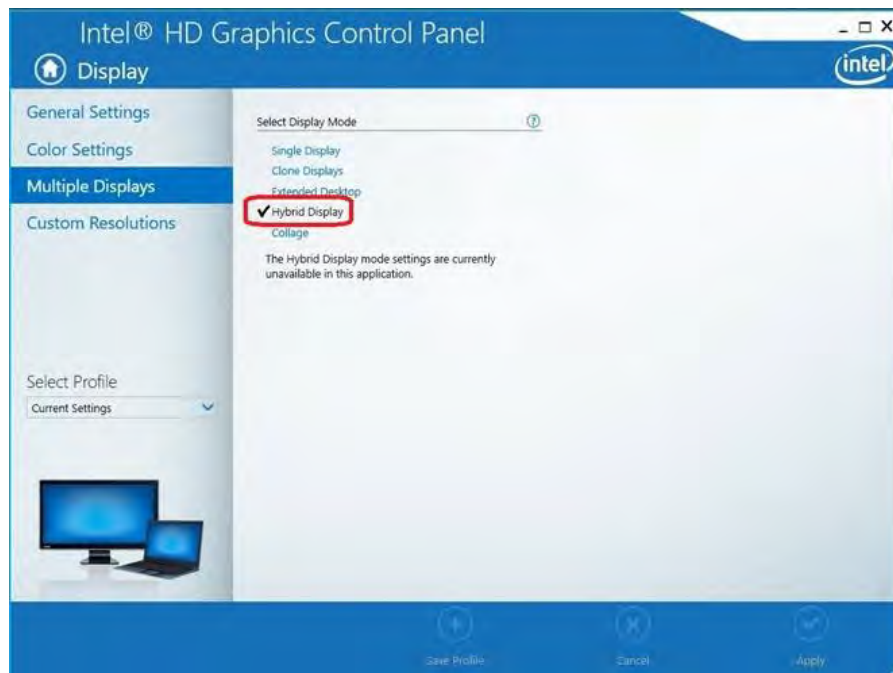 Intel® HD Graphics Control Panel
Display
intel
General Settings
Color Settings
Multiple Displays
Custom Resolutions
Select Display Mode
Single Display
Clone Displays
Extended Desktop
✔Hybrid Display
Collage
The Hybrid Display mode settings are currently
unavailable in this application.
Select Profile
Current Settings
Save Profile
Cancel
Apply